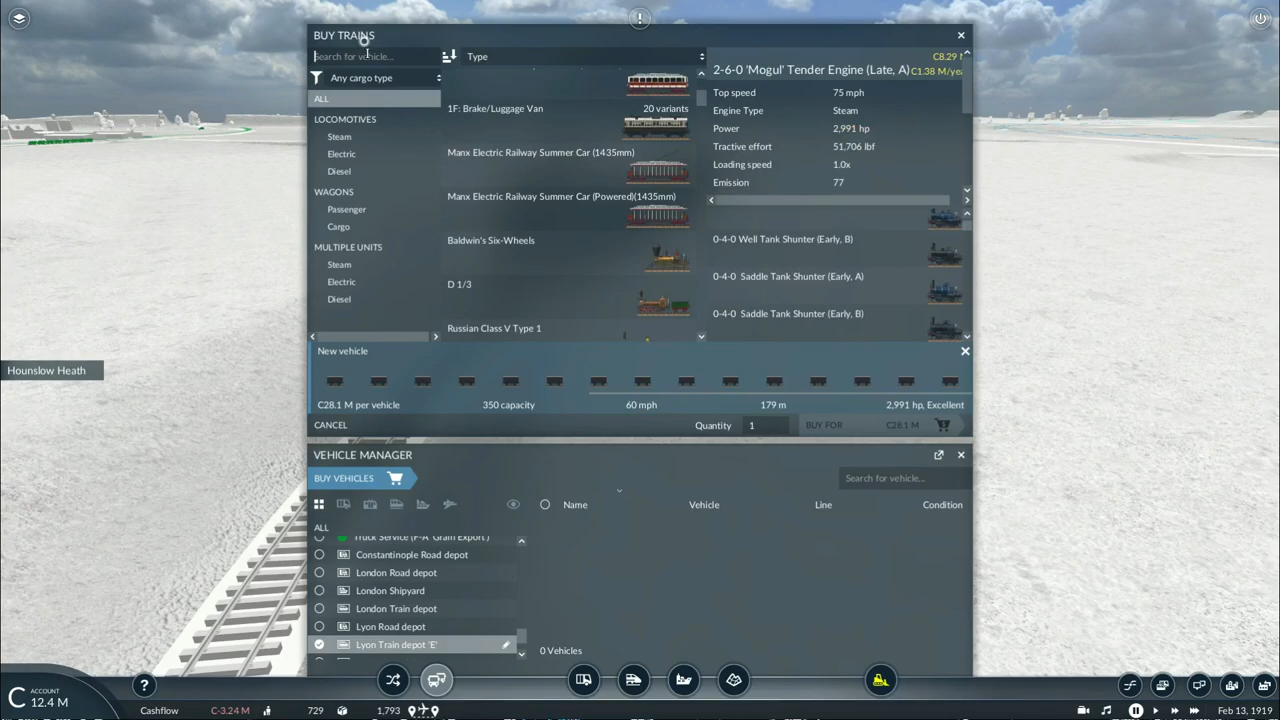 BUY TRAINS
Search for vehicle...
Type
Any cargo type
ALL
LOCOMOTIVES
Steam
Electric
Diesel
WAGONS
Passenger
Cargo
MULTIPLE UNITS
Steam
Electric
Diesel
1F: Brake/Luggage Van 20 variants
Manx Electric Railway Summer Car (1435mm)
Manx Electric Railway Summer Car (Powered)(1435mm)
Baldwin's Six-Wheels
D 1/3
Russian Class V Type 1
C8.29
2-6-0 'Mogul' Tender Engine (Late, A) C1.38 M/yea
Top speed 75 mph
Engine Type Steam
Power 2,991 hp
Tractive effort 51,706 lbf
Loading speed 1.0x
Emission 77
0-4-0 Well Tank Shunter (Early, B)
0-4-0 Saddle Tank Shunter (Early, A)
0-4-0 Saddle Tank Shunter (Early, B)
New vehicle
C28.1 M per vehicle 350 capacity 60 mph 179 m 2,991 hp, Excellent
CANCEL Quantity 1 BUY FOR C28.1 M
Hounslow Heath
VEHICLE MANAGER
BUY VEHICLES
Search for vehicle...
Name Vehicle Line Condition
ALL
Truck Service (F-A 'Grain Export')
Constantinople Road depot
London Road depot
London Shipyard
London Train depot
Lyon Road depot
Lyon Train depot 'E'
0 Vehicles
C ACCOUNT
12.4 M
?
Cashflow C-3.24 M 729 1,793
Feb 13, 1919